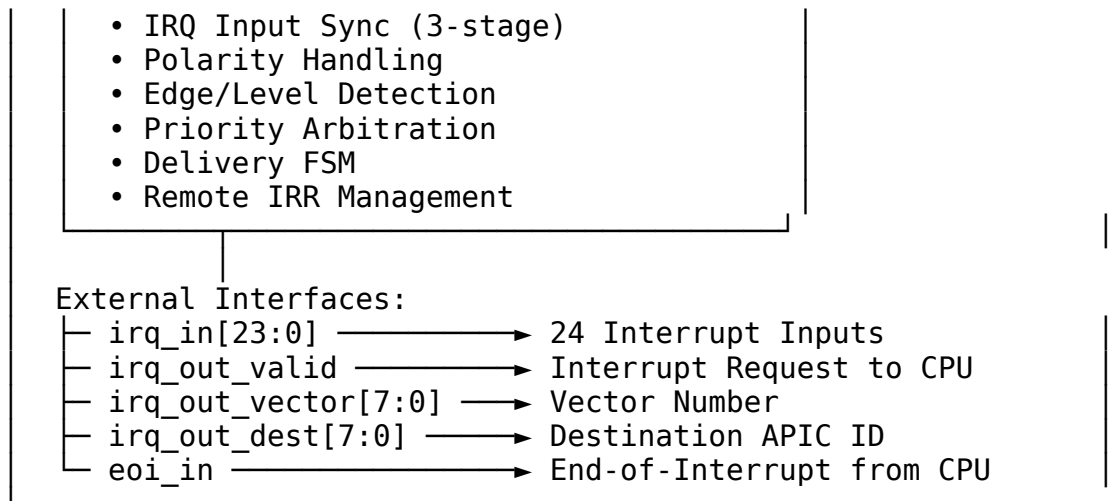 • IRQ Input Sync (3-stage)
• Polarity Handling
• Edge/Level Detection
• Priority Arbitration
• Delivery FSM
• Remote IRR Management
External Interfaces:
├─ irq_in[23:0] ──────────► 24 Interrupt Inputs
├─ irq_out_valid ─────────► Interrupt Request to CPU
├─ irq_out_vector[7:0] ───► Vector Number
├─ irq_out_dest[7:0] ─────► Destination APIC ID
└─ eoi_in ────────────────► End-of-Interrupt from CPU